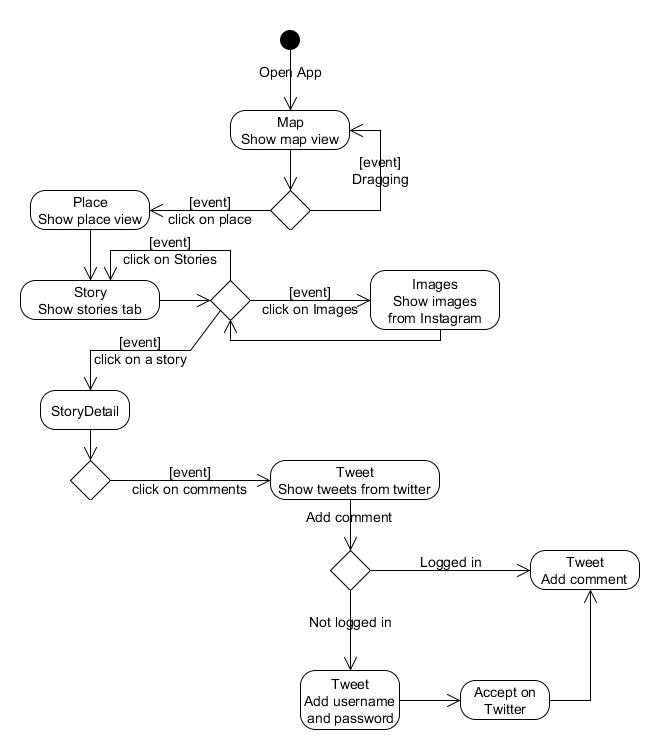 Open App
Map
Show map view
[event]
Dragging
Place
Show place view
[event]
click on place
[event]
click on Stories
Story
Show stories tab
[event]
click on Images
Images
Show images
from Instagram
[event]
click on a story
StoryDetail
[event]
click on comments
Tweet
Show tweets from twitter
Add comment
Logged in
Tweet
Add comment
Not logged in
Tweet
Add username
and password
Accept on
Twitter